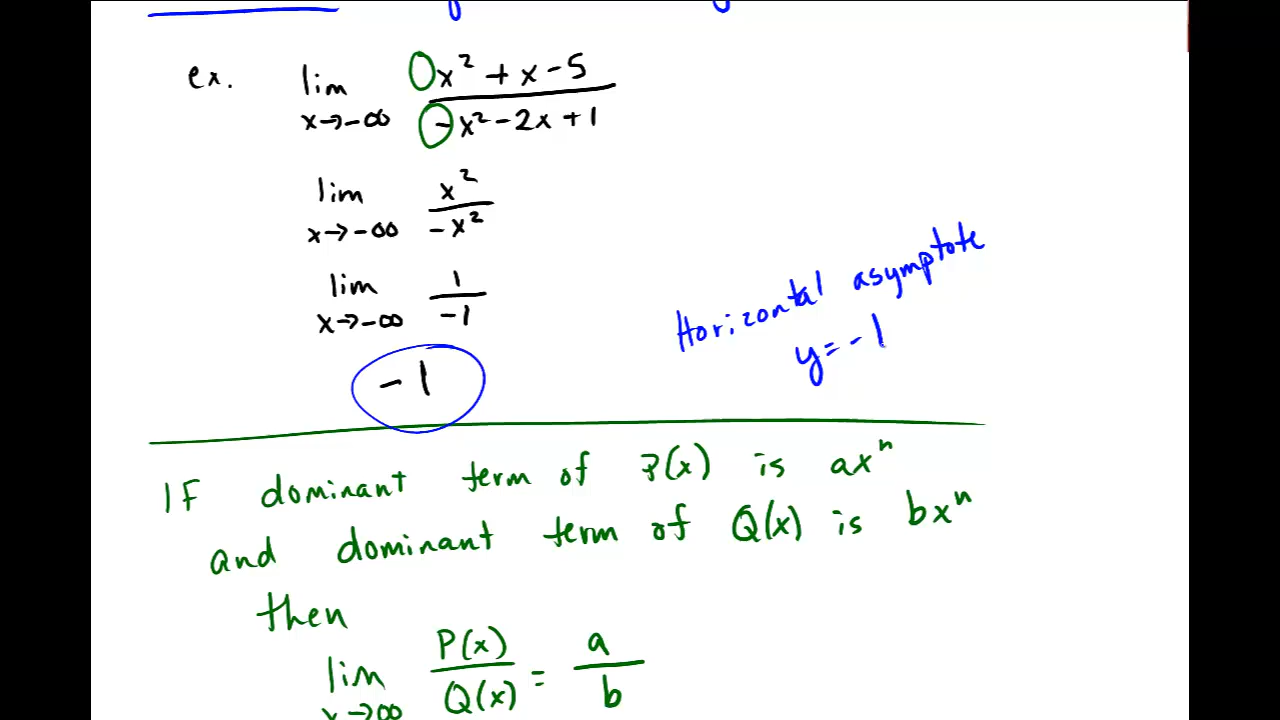 ex. lim x→-∞ (x² + x - 5)/(-x² - 2x + 1)
lim x→-∞ x²/-x²
lim x→-∞ 1/-1
-1
Horizontal asymptote
y = -1
IF dominant term of P(x) is axⁿ
and dominant term of Q(x) is bxⁿ
then
lim x→∞ P(x)/Q(x) = a/b